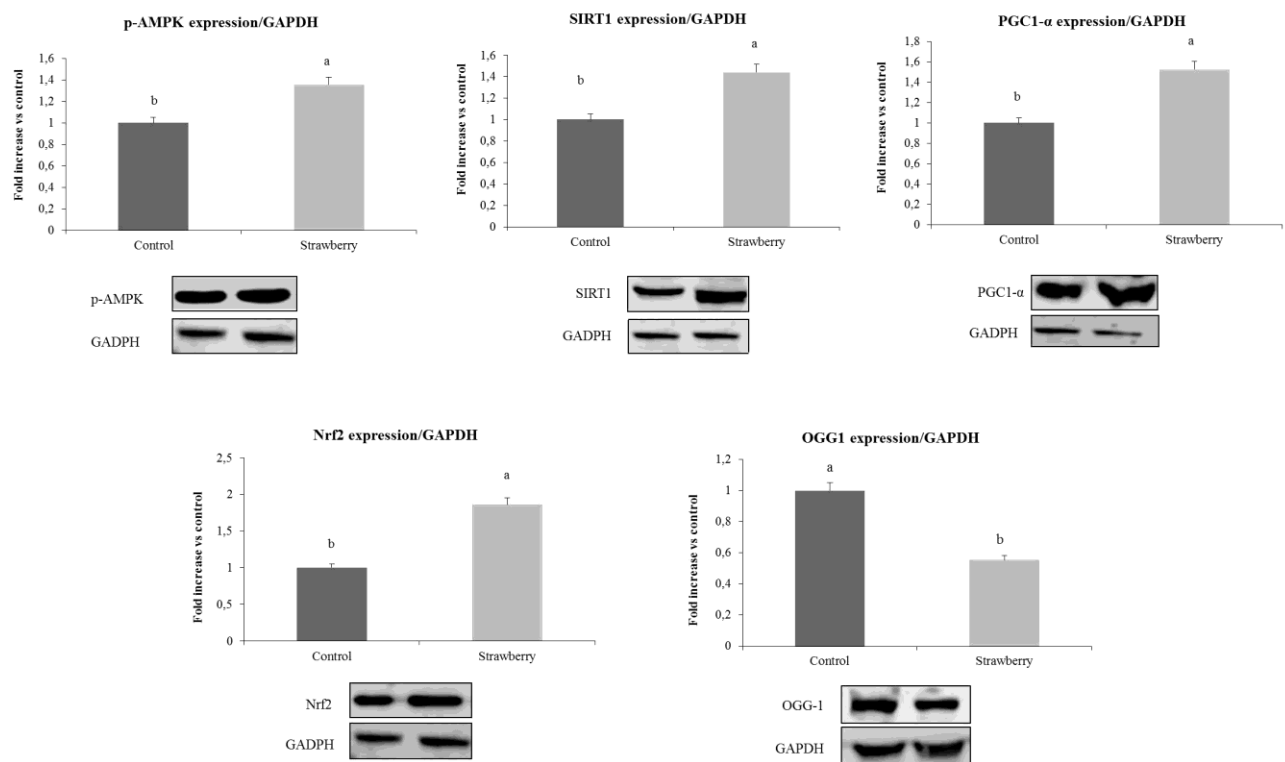 p-AMPK expression/GAPDH
Fold increase vs control
1,6
1,4
1,2
1
0,8
0,6
0,4
0,2
0
b
a
Control
Strawberry
p-AMPK
GADPH
SIRT1 expression/GAPDH
Fold increase vs control
1,6
1,4
1,2
1
0,8
0,6
0,4
0,2
0
b
a
Control
Strawberry
SIRT1
GADPH
PGC1-α expression/GAPDH
Fold increase vs control
1,8
1,6
1,4
1,2
1
0,8
0,6
0,4
0,2
0
b
a
Control
Strawberry
PGC1-α
GADPH
Nrf2 expression/GAPDH
Fold increase vs control
2,5
2
1,5
1
0,5
0
b
a
Control
Strawberry
Nrf2
GADPH
OGG1 expression/GAPDH
Fold increase vs control
1,2
1
0,8
0,6
0,4
0,2
0
a
b
Control
Strawberry
OGG-1
GAPDH